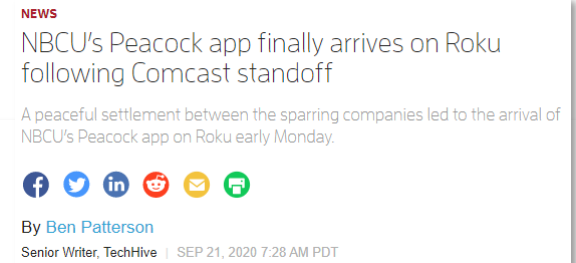 NEWS
NBCU's Peacock app finally arrives on Roku
following Comcast standoff
A peaceful settlement between the sparring companies led to the arrival of
NBCU's Peacock app on Roku early Monday.
By Ben Patterson
Senior Writer, TechHive | SEP 21, 2020 7:28 AM PDT